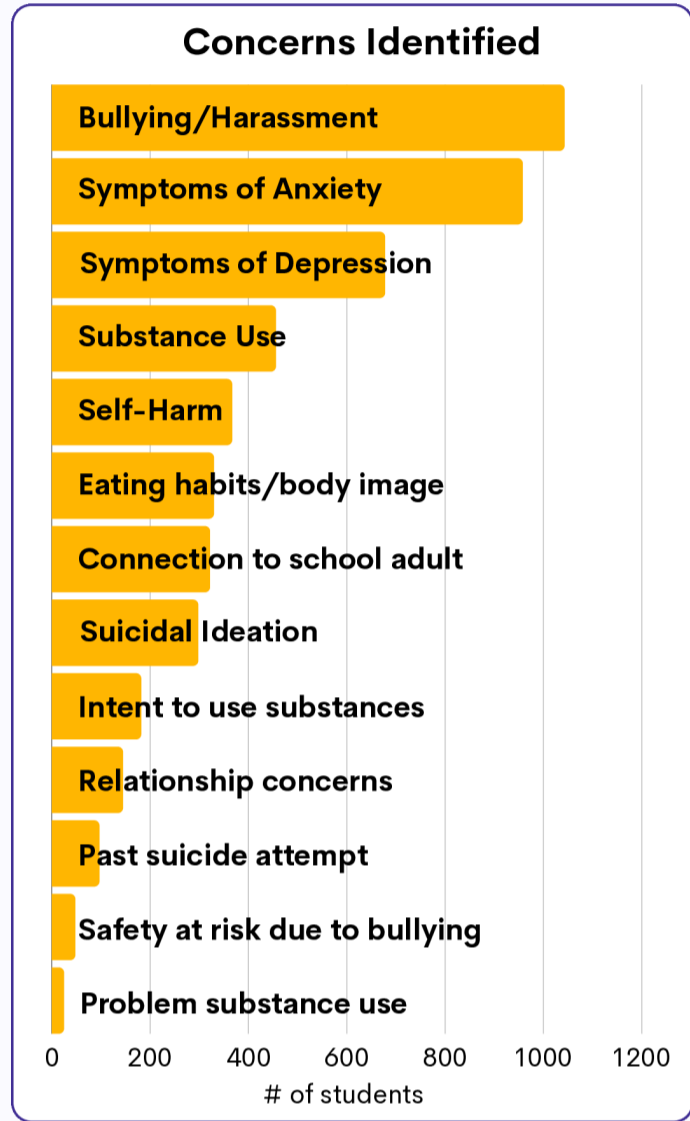 Concerns Identified
Bullying/Harassment
Symptoms of Anxiety
Symptoms of Depression
Substance Use
Self-Harm
Eating habits/body image
Connection to school adult
Suicidal Ideation
Intent to use substances
Relationship concerns
Past suicide attempt
Safety at risk due to bullying
Problem substance use
0 200 400 600 800 1000 1200
# of students